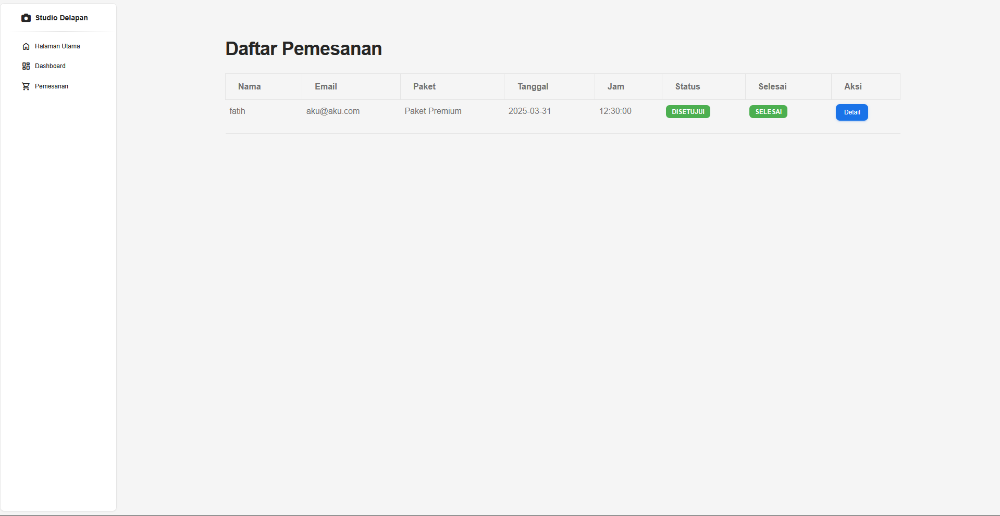 Studio Delapan
Halaman Utama
Dashboard
Pemesanan
Daftar Pemesanan
Nama Email Paket Tanggal Jam Status Selesai Aksi
fatih aku@aku.com Paket Premium 2025-03-31 12:30:00 DISETUJUI SELESAI Detail